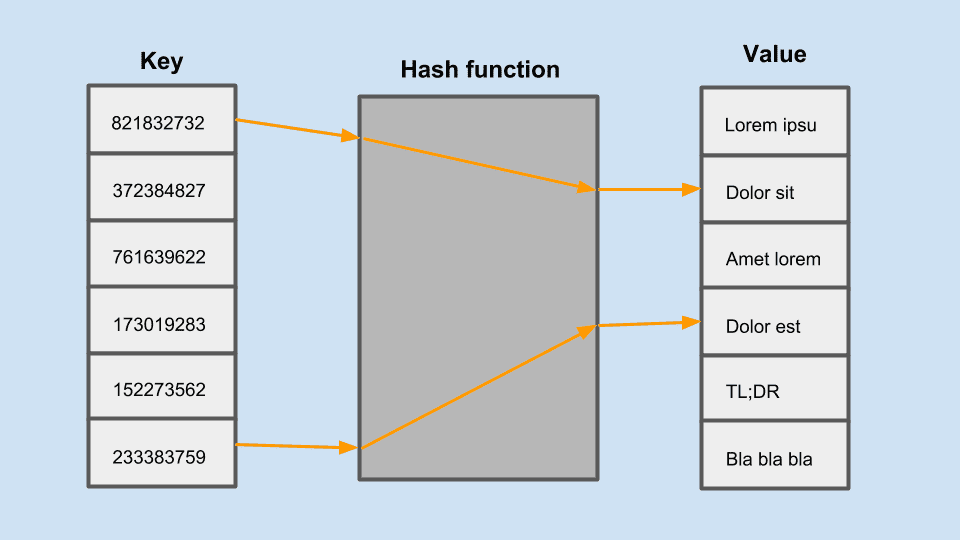 Key
Hash function
Value
821832732
372384827
761639622
173019283
152273562
233383759
Lorem ipsu
Dolor sit
Amet lorem
Dolor est
TL;DR
Bla bla bla